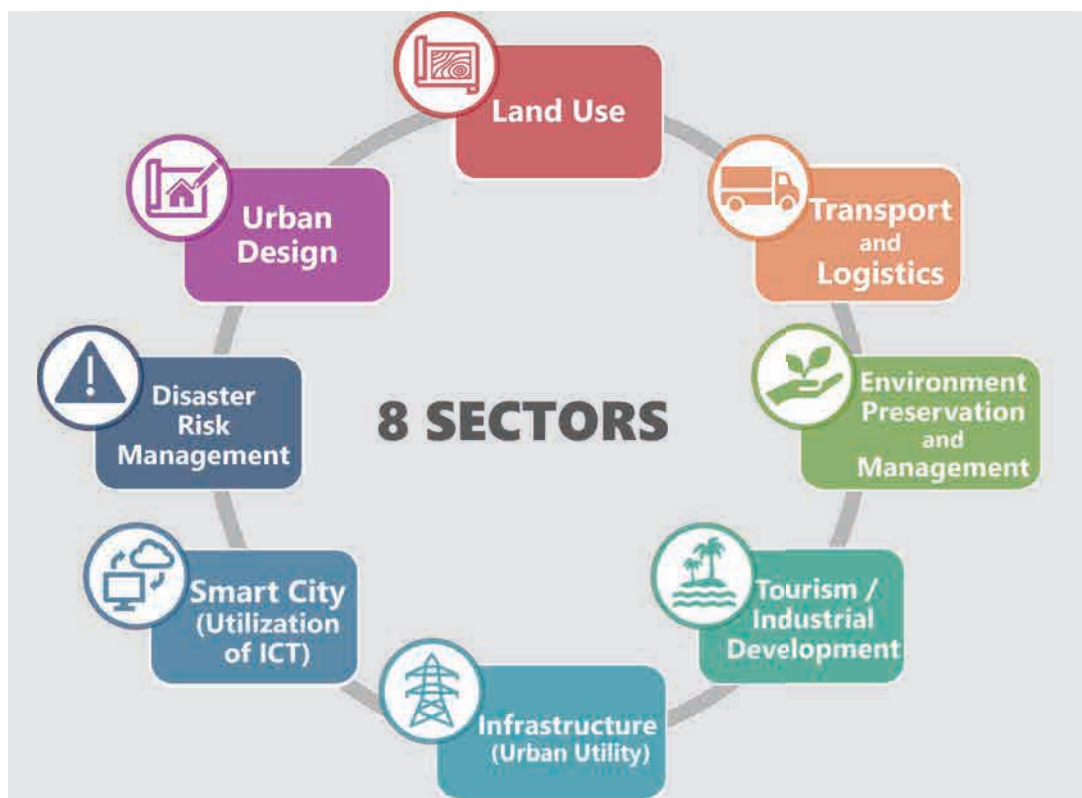 Land Use
Transport
and
Logistics
Environment
Preservation
and
Management
Tourism /
Industrial
Development
Infrastructure
(Urban Utility)
Smart City
(Utilization
of ICT)
Disaster
Risk
Management
Urban
Design
8 SECTORS